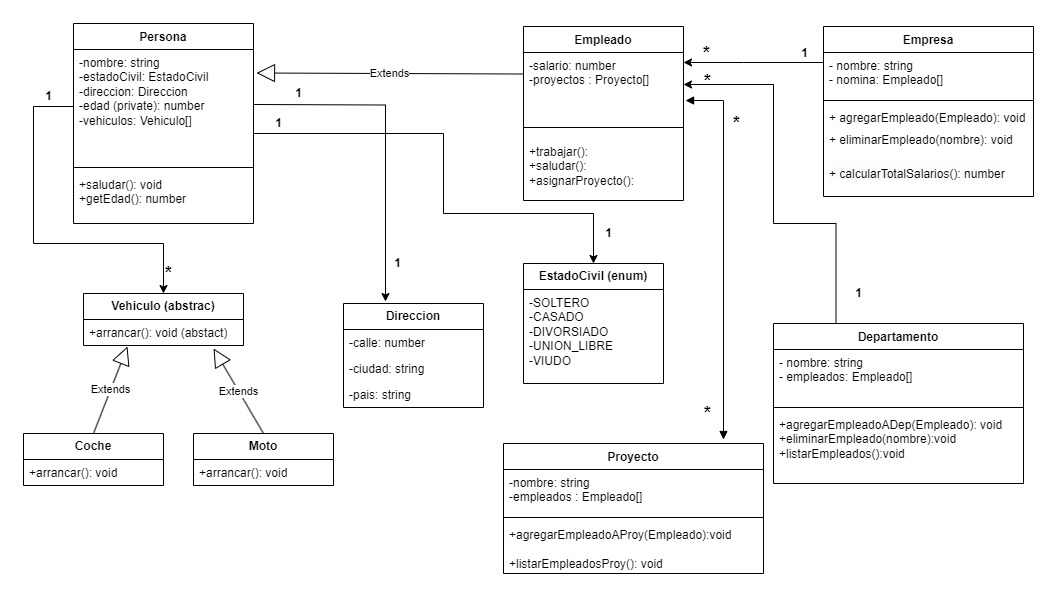 Persona
-nombre: string
-estadoCivil: EstadoCivil
-direccion: Direccion
-edad (private): number
-vehiculos: Vehiculo[]
+saludar(): void
+getEdad(): number
Extends
Empleado
-salario: number
-proyectos : Proyecto[]
+trabajar():
+saludar():
+asignarProyecto():
Empresa
- nombre: string
- nomina: Empleado[]
+ agregarEmpleado(Empleado): void
+ eliminarEmpleado(nombre): void
+ calcularTotalSalarios(): number
*
1
*
*
1
1
1
1
*
1
1
*
Vehiculo (abstrac)
+arrancar(): void (abstact)
Extends
Extends
Coche
+arrancar(): void
Moto
+arrancar(): void
Direccion
-calle: number
-ciudad: string
-pais: string
EstadoCivil (enum)
-SOLTERO
-CASADO
-DIVORSIADO
-UNION_LIBRE
-VIUDO
Departamento
- nombre: string
- empleados: Empleado[]
+agregarEmpleadoADep(Empleado): void
+eliminarEmpleado(nombre):void
+listarEmpleados():void
Proyecto
-nombre: string
-empleados : Empleado[]
+agregarEmpleadoAProy(Empleado):void
+listarEmpleadosProy(): void